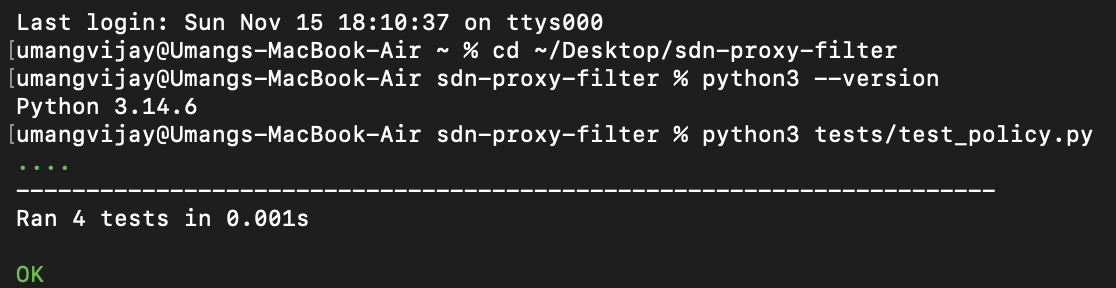 Last login: Sun Nov 15 18:10:37 on ttys000
[umangvijay@Umangs-MacBook-Air ~ % cd ~/Desktop/sdn-proxy-filter
[umangvijay@Umangs-MacBook-Air sdn-proxy-filter % python3 --version
Python 3.14.6
[umangvijay@Umangs-MacBook-Air sdn-proxy-filter % python3 tests/test_policy.py
....
----------------------------------------------------------------------
Ran 4 tests in 0.001s
OK